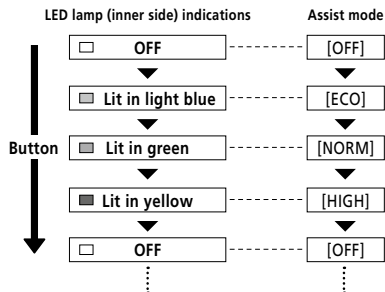 LED lamp (inner side) indications Assist mode
OFF [OFF]
Lit in light blue [ECO]
Button Lit in green [NORM]
Lit in yellow [HIGH]
OFF [OFF]